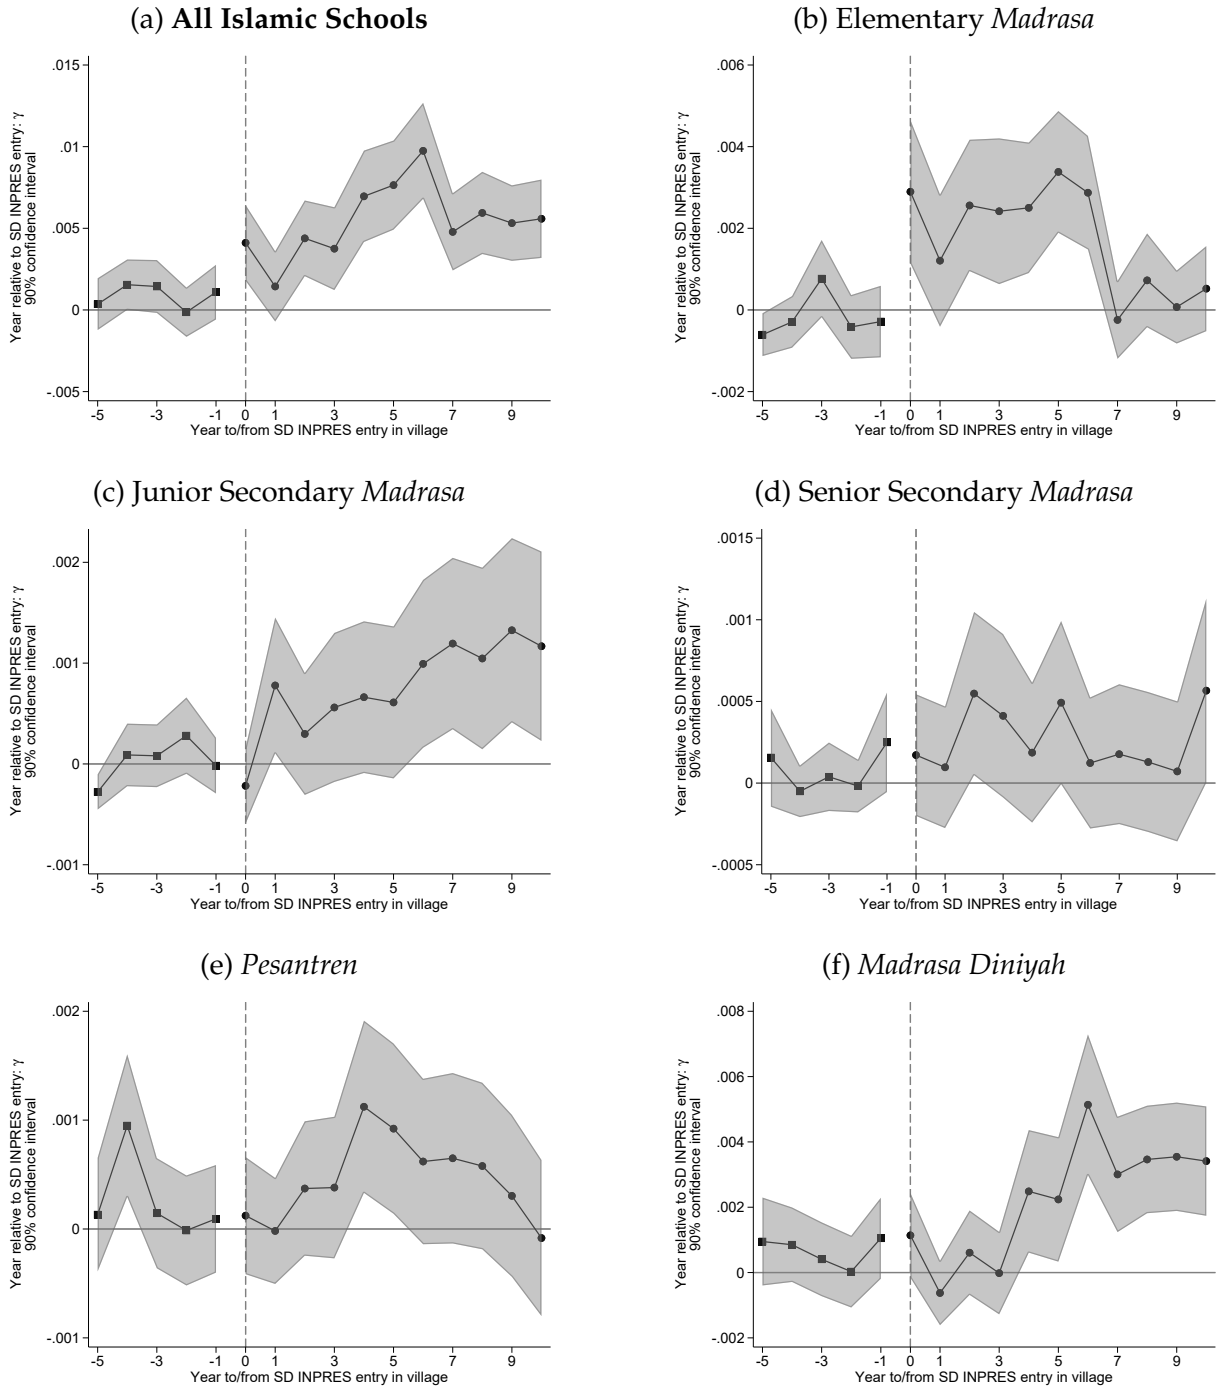 (a) All Islamic Schools
Year relative to SD INPRES entry: γ
90% confidence interval
.015
.01
.005
0
-.005
-5 -3 -1 0 1 3 5 7 9
Year to/from SD INPRES entry in village
(b) Elementary Madrasa
Year relative to SD INPRES entry: γ
90% confidence interval
.006
.004
.002
0
-.002
-5 -3 -1 0 1 3 5 7 9
Year to/from SD INPRES entry in village
(c) Junior Secondary Madrasa
Year relative to SD INPRES entry: γ
90% confidence interval
.002
.001
0
-.001
-5 -3 -1 0 1 3 5 7 9
Year to/from SD INPRES entry in village
(d) Senior Secondary Madrasa
Year relative to SD INPRES entry: γ
90% confidence interval
.0015
.001
.0005
0
-.0005
-5 -3 -1 0 1 3 5 7 9
Year to/from SD INPRES entry in village
(e) Pesantren
Year relative to SD INPRES entry: γ
90% confidence interval
.002
.001
0
-.001
-5 -3 -1 0 1 3 5 7 9
Year to/from SD INPRES entry in village
(f) Madrasa Diniyah
Year relative to SD INPRES entry: γ
90% confidence interval
.008
.006
.004
.002
0
-.002
-5 -3 -1 0 1 3 5 7 9
Year to/from SD INPRES entry in village